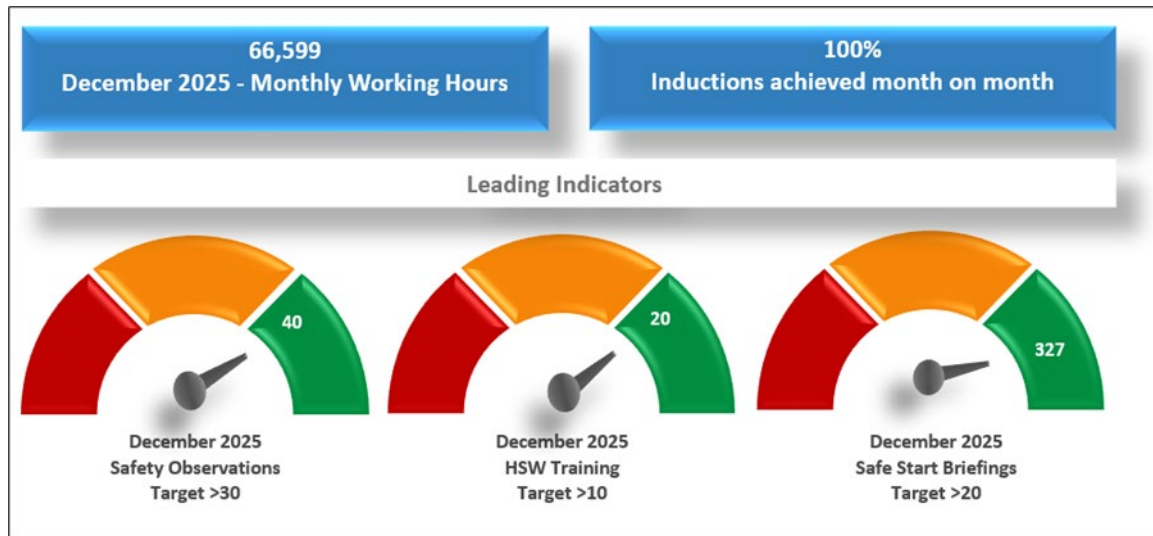 66,599
December 2025 - Monthly Working Hours
100%
Inductions achieved month on month
Leading Indicators
40
20
327
December 2025
Safety Observations
Target >30
December 2025
HSW Training
Target >10
December 2025
Safe Start Briefings
Target >20